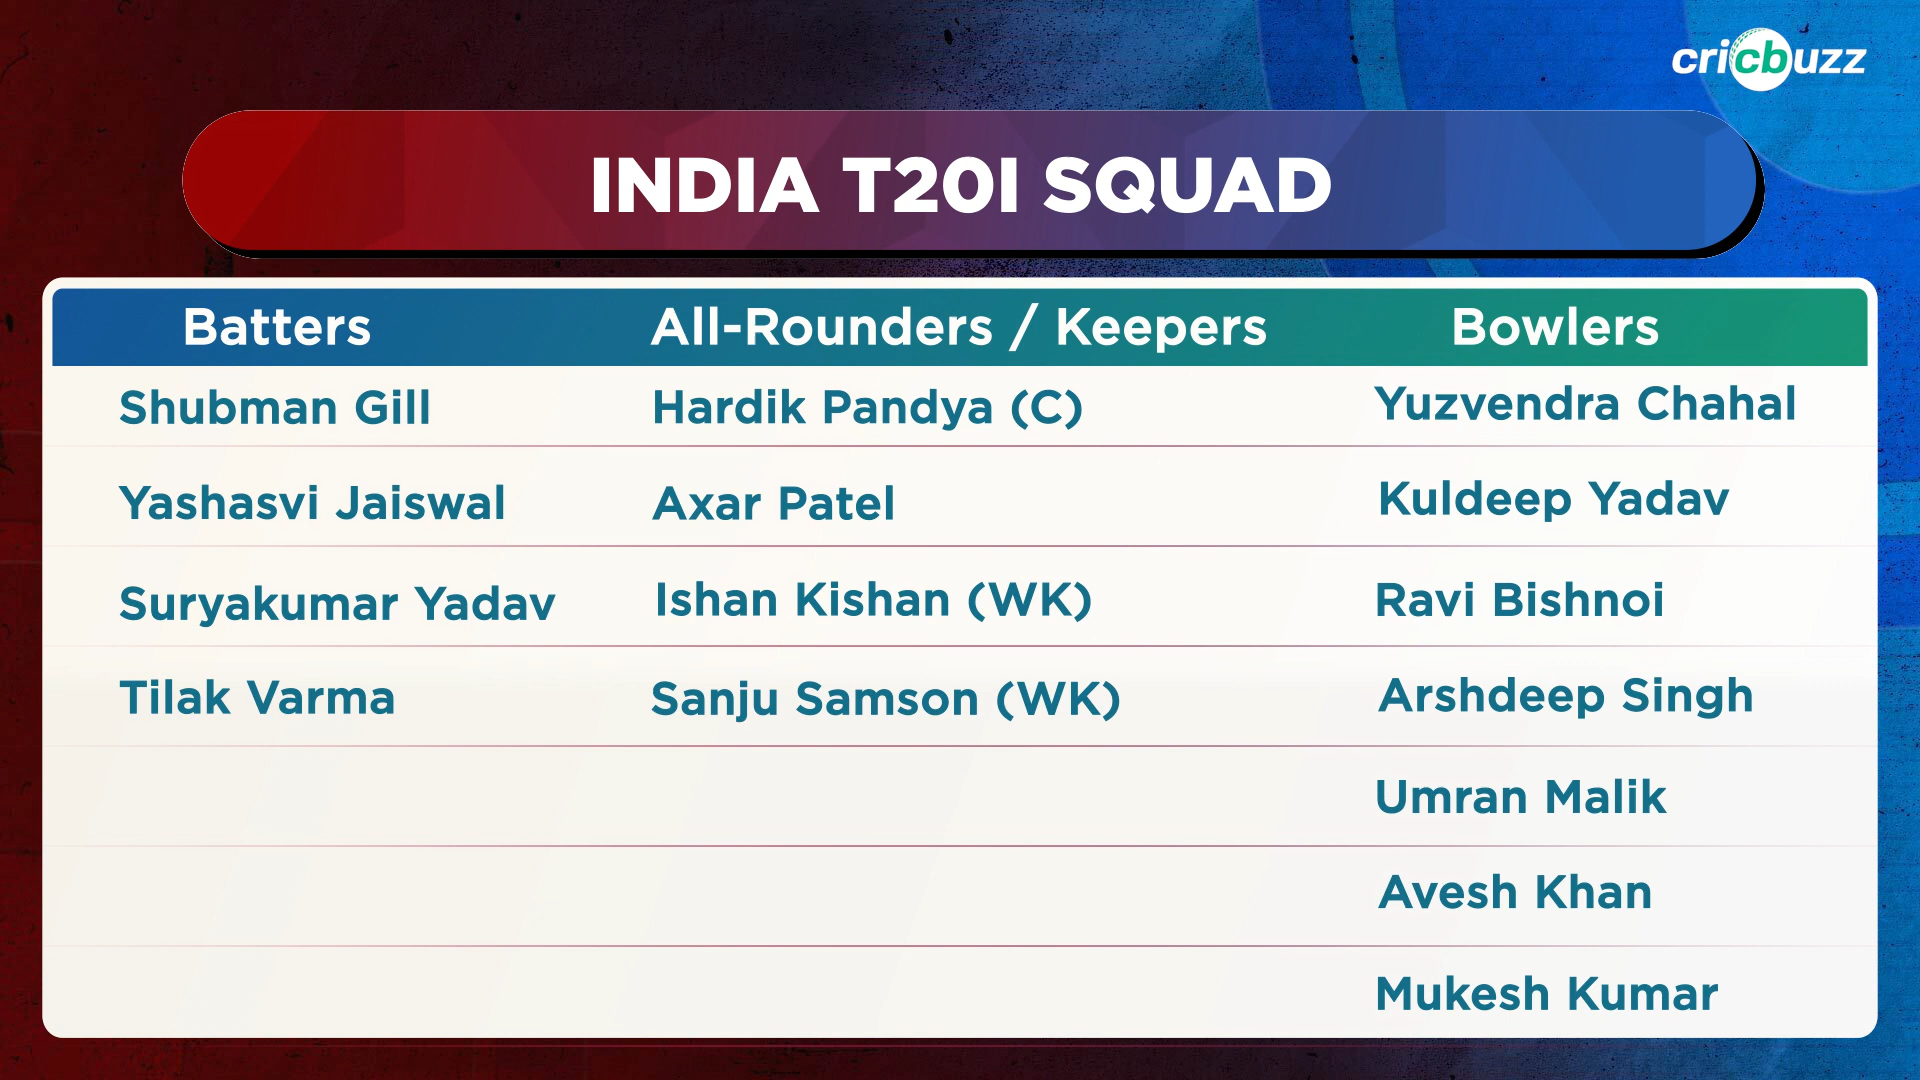 cricbuzz
INDIA T20I SQUAD
Batters All-Rounders / Keepers Bowlers
Shubman Gill Hardik Pandya (C) Yuzvendra Chahal
Yashasvi Jaiswal Axar Patel Kuldeep Yadav
Suryakumar Yadav Ishan Kishan (WK) Ravi Bishnoi
Tilak Varma Sanju Samson (WK) Arshdeep Singh
Umran Malik
Avesh Khan
Mukesh Kumar